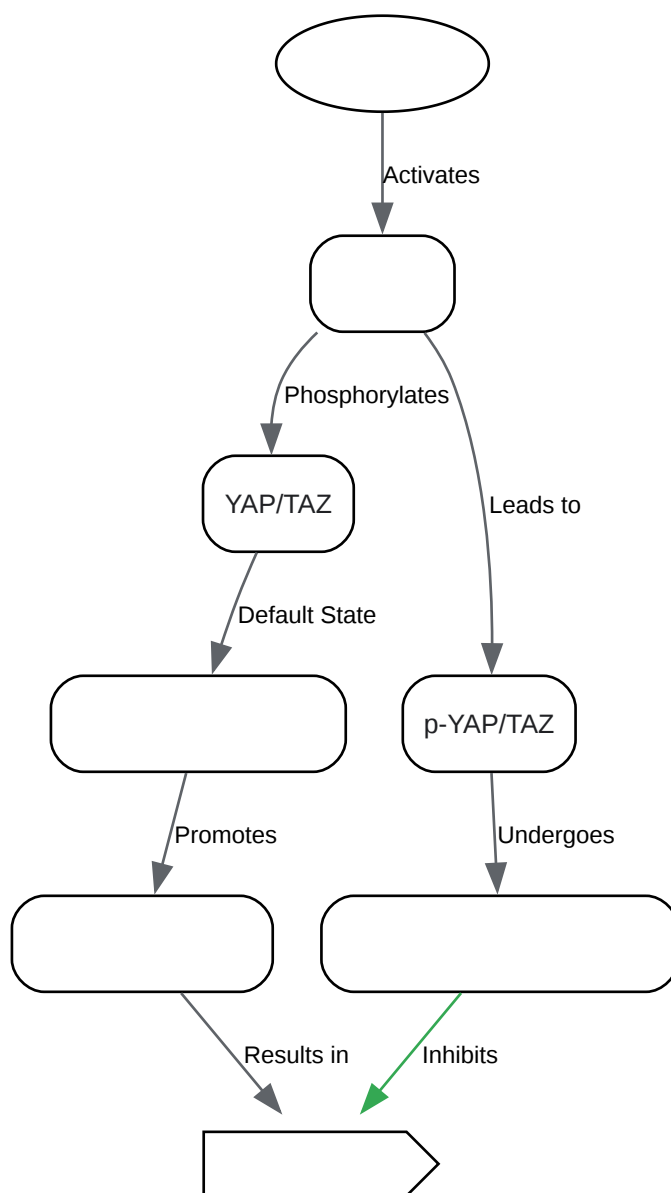 Activates
Phosphorylates
YAP/TAZ
Leads to
Default State
p-YAP/TAZ
Promotes
Undergoes
Results in
Inhibits